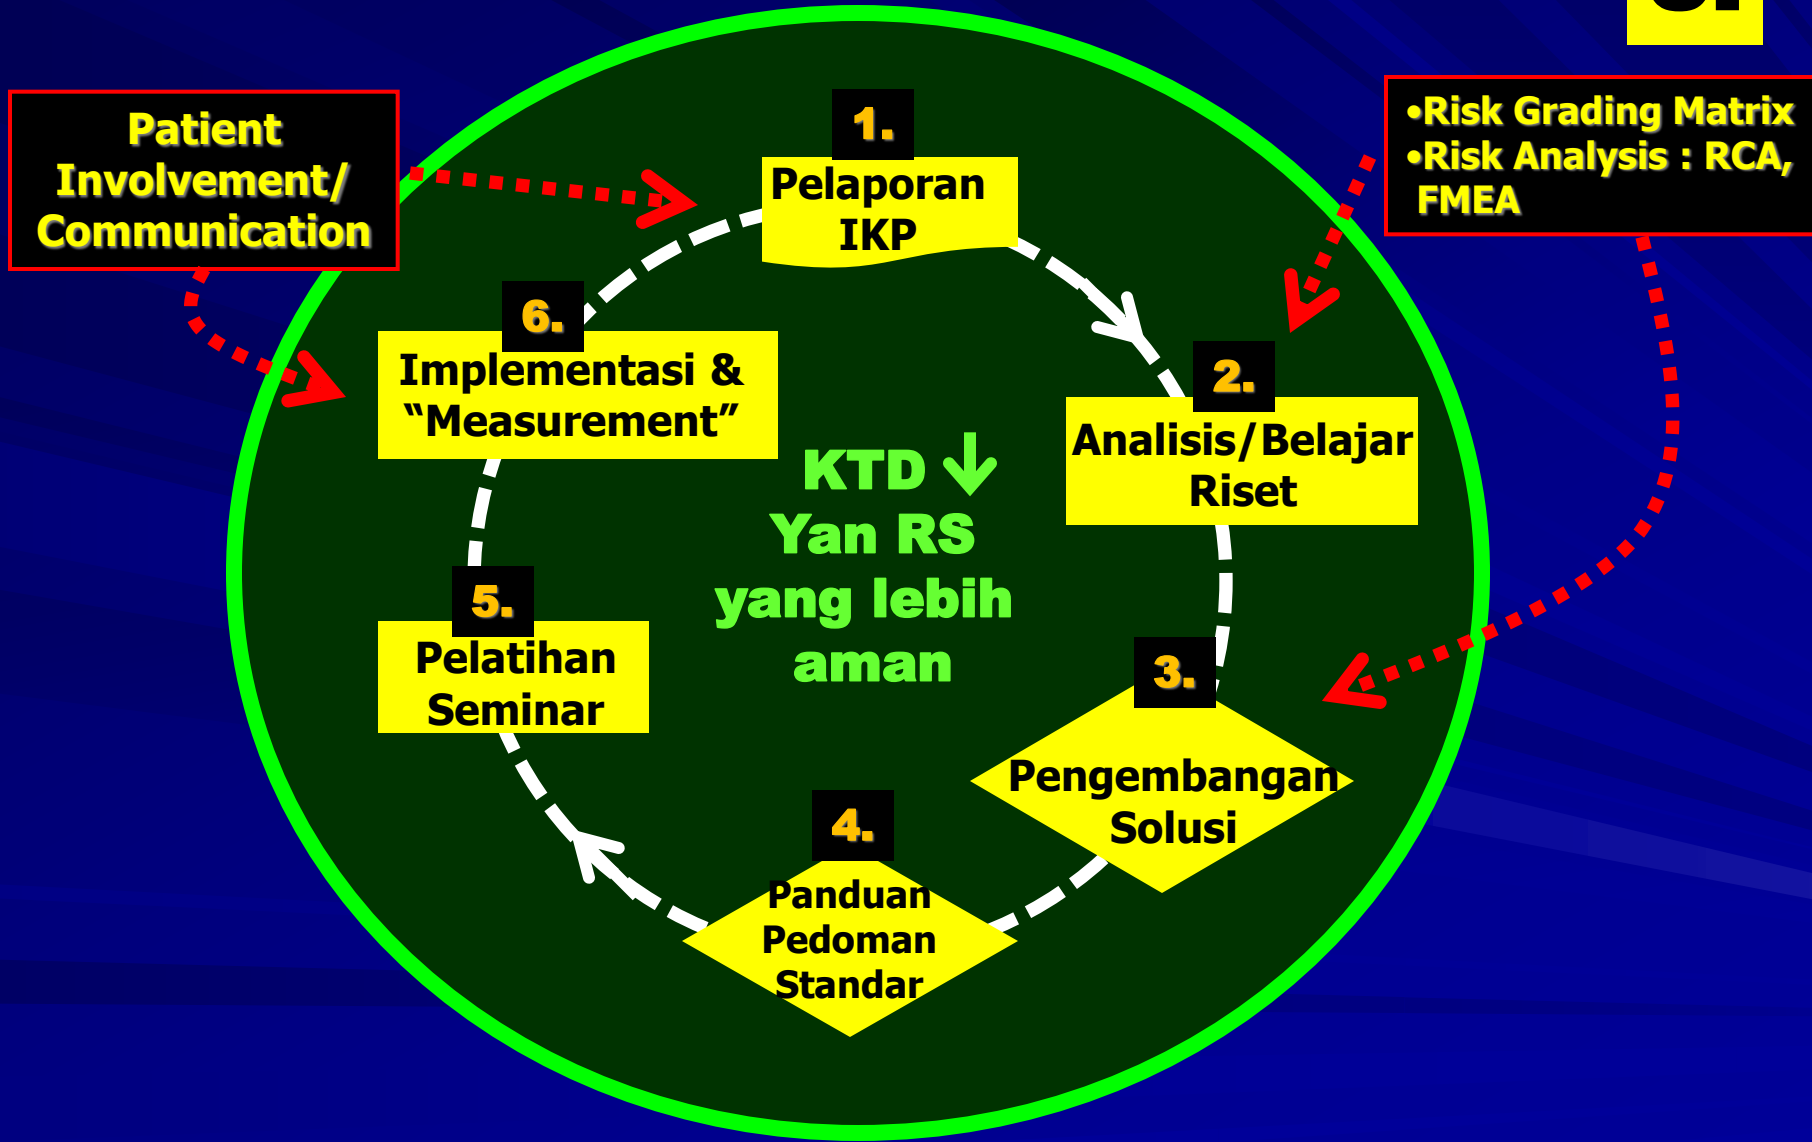 Patient
Involvement/
Communication
•Risk Grading Matrix
•Risk Analysis : RCA,
FMEA
1.
Pelaporan
IKP
2.
Analisis/Belajar
Riset
3.
Pengembangan
Solusi
4.
Panduan
Pedoman
Standar
5.
Pelatihan
Seminar
6.
Implementasi &
“Measurement”
KTD
Yan RS
yang lebih
aman